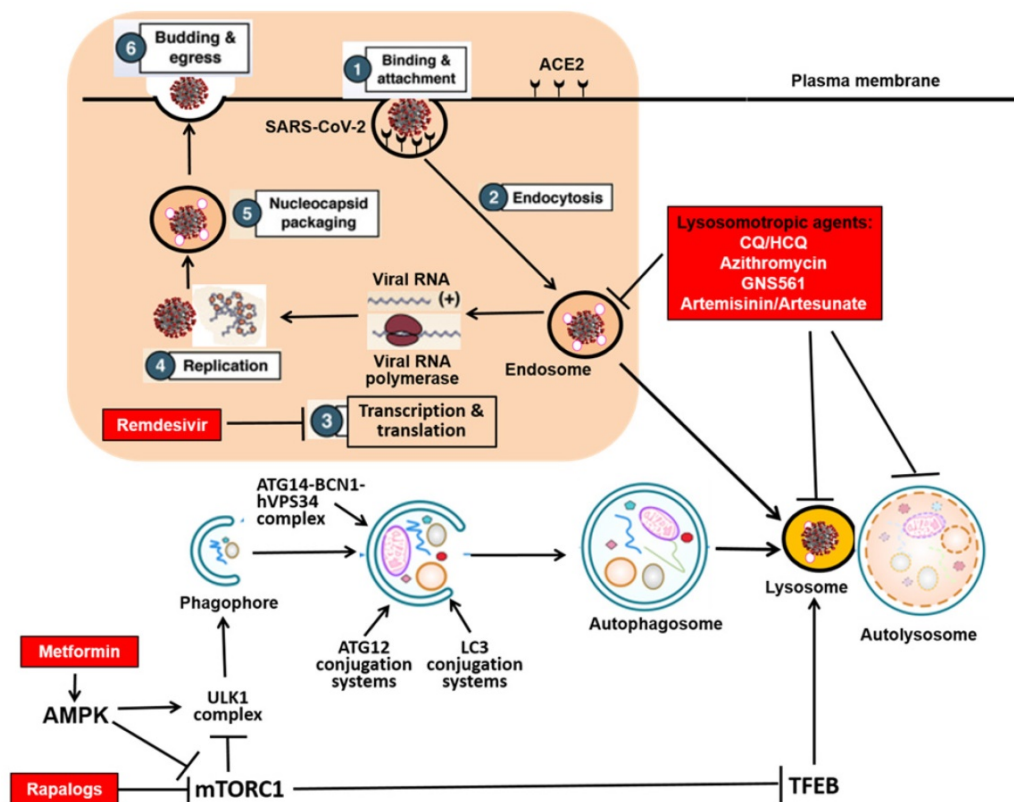 6
Budding &
egress
1
Binding &
attachment
ACE2
Plasma membrane
SARS-CoV-2
2
Endocytosis
5
Nucleocapsid
packaging
Lysosomotropic agents:
CQ/HCQ
Azithromycin
GNS561
Artemisinin/Artesunate
Viral RNA
(+)
Viral RNA
polymerase
Endosome
4
Replication
Remdesivir
3
Transcription &
translation
ATG14-BCN1-
hVPS34
complex
Phagophore
Autophagosome
Lysosome
Autolysosome
ATG12
conjugation
systems
LC3
conjugation
systems
Metformin
AMPK
ULK1
complex
Rapalogs
mTORC1
TFEB